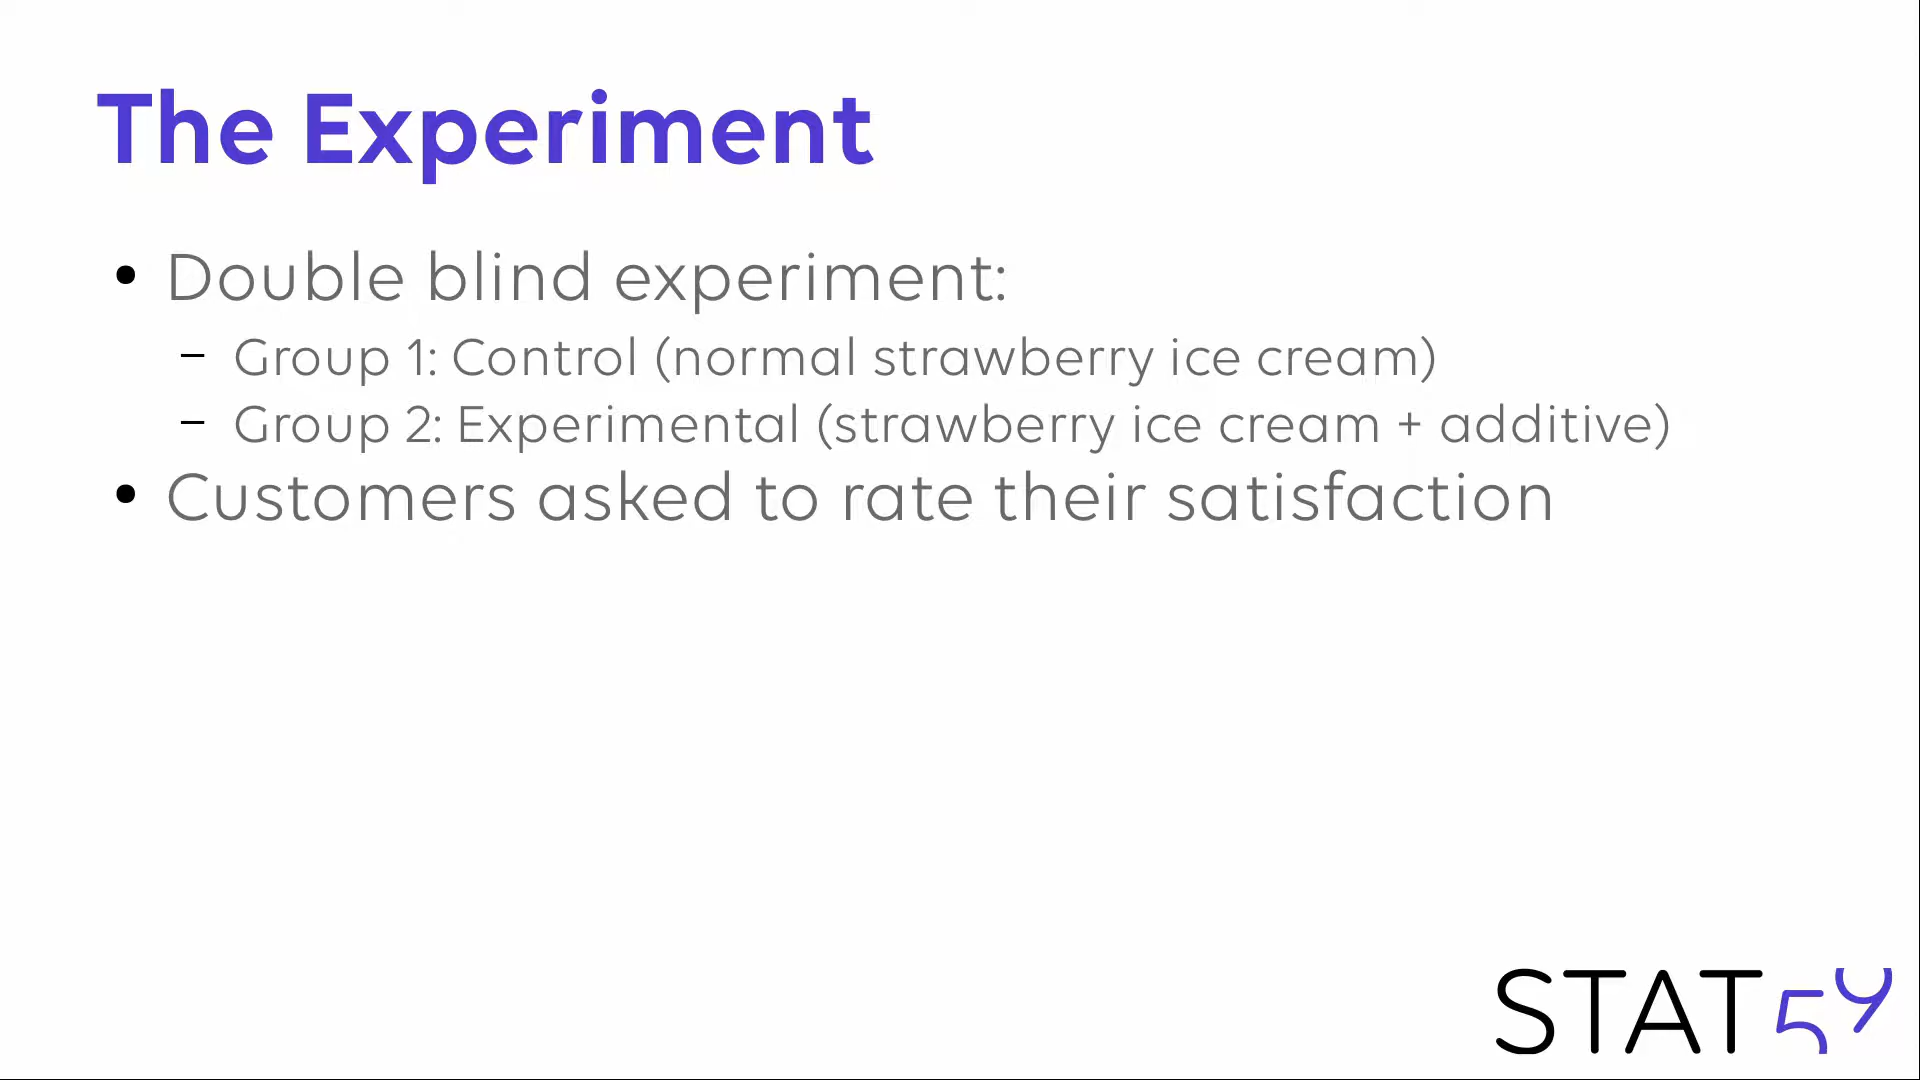 The Experiment
• Double blind experiment:
– Group 1: Control (normal strawberry ice cream)
– Group 2: Experimental (strawberry ice cream + additive)
• Customers asked to rate their satisfaction
STAT59